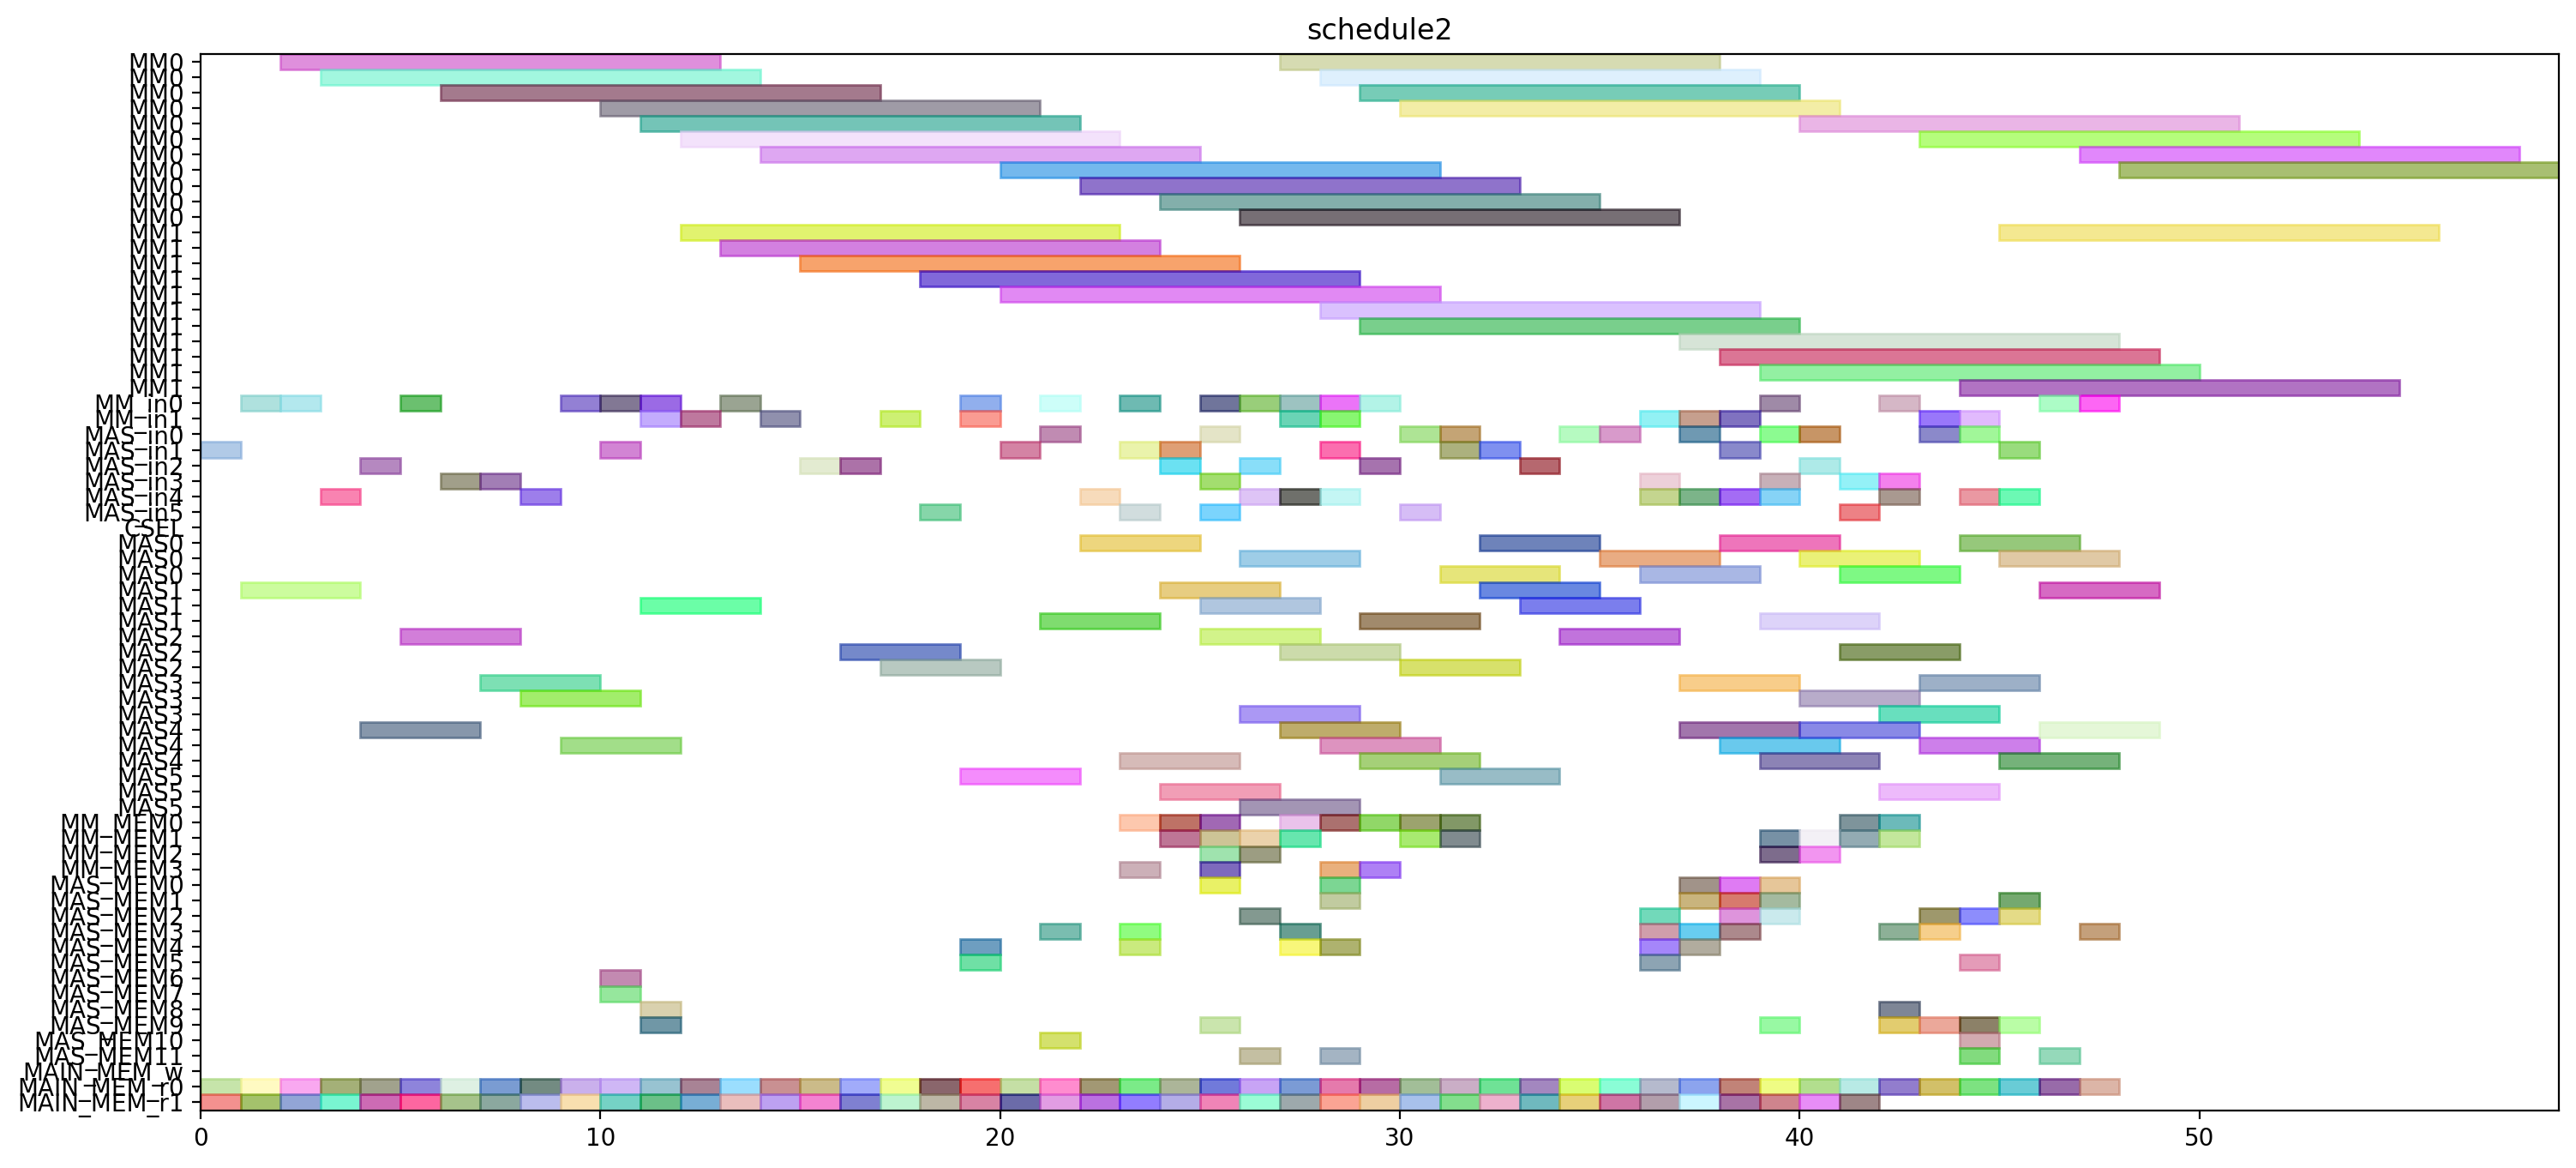 schedule2
MM0
MM0
MM0
MM0
MM0
MM0
MM0
MM0
MM0
MM0
MM0
MM1
MM1
MM1
MM1
MM1
MM1
MM1
MM1
MM1
MM1
MM1
MM_in0
MM_in1
MAS_in0
MAS_in1
MAS_in2
MAS_in3
MAS_in4
MAS_in5
CSEL
MAS0
MAS0
MAS0
MAS1
MAS1
MAS1
MAS2
MAS2
MAS2
MAS3
MAS3
MAS3
MAS4
MAS4
MAS4
MAS5
MAS5
MAS5
MM_MEM0
MM_MEM1
MM_MEM2
MM_MEM3
MAS_MEM0
MAS_MEM1
MAS_MEM2
MAS_MEM3
MAS_MEM4
MAS_MEM5
MAS_MEM6
MAS_MEM7
MAS_MEM8
MAS_MEM9
MAS_MEM10
MAS_MEM11
MAIN_MEM_w
MAIN_MEM_r0
MAIN_MEM_r1
0 10 20 30 40 50